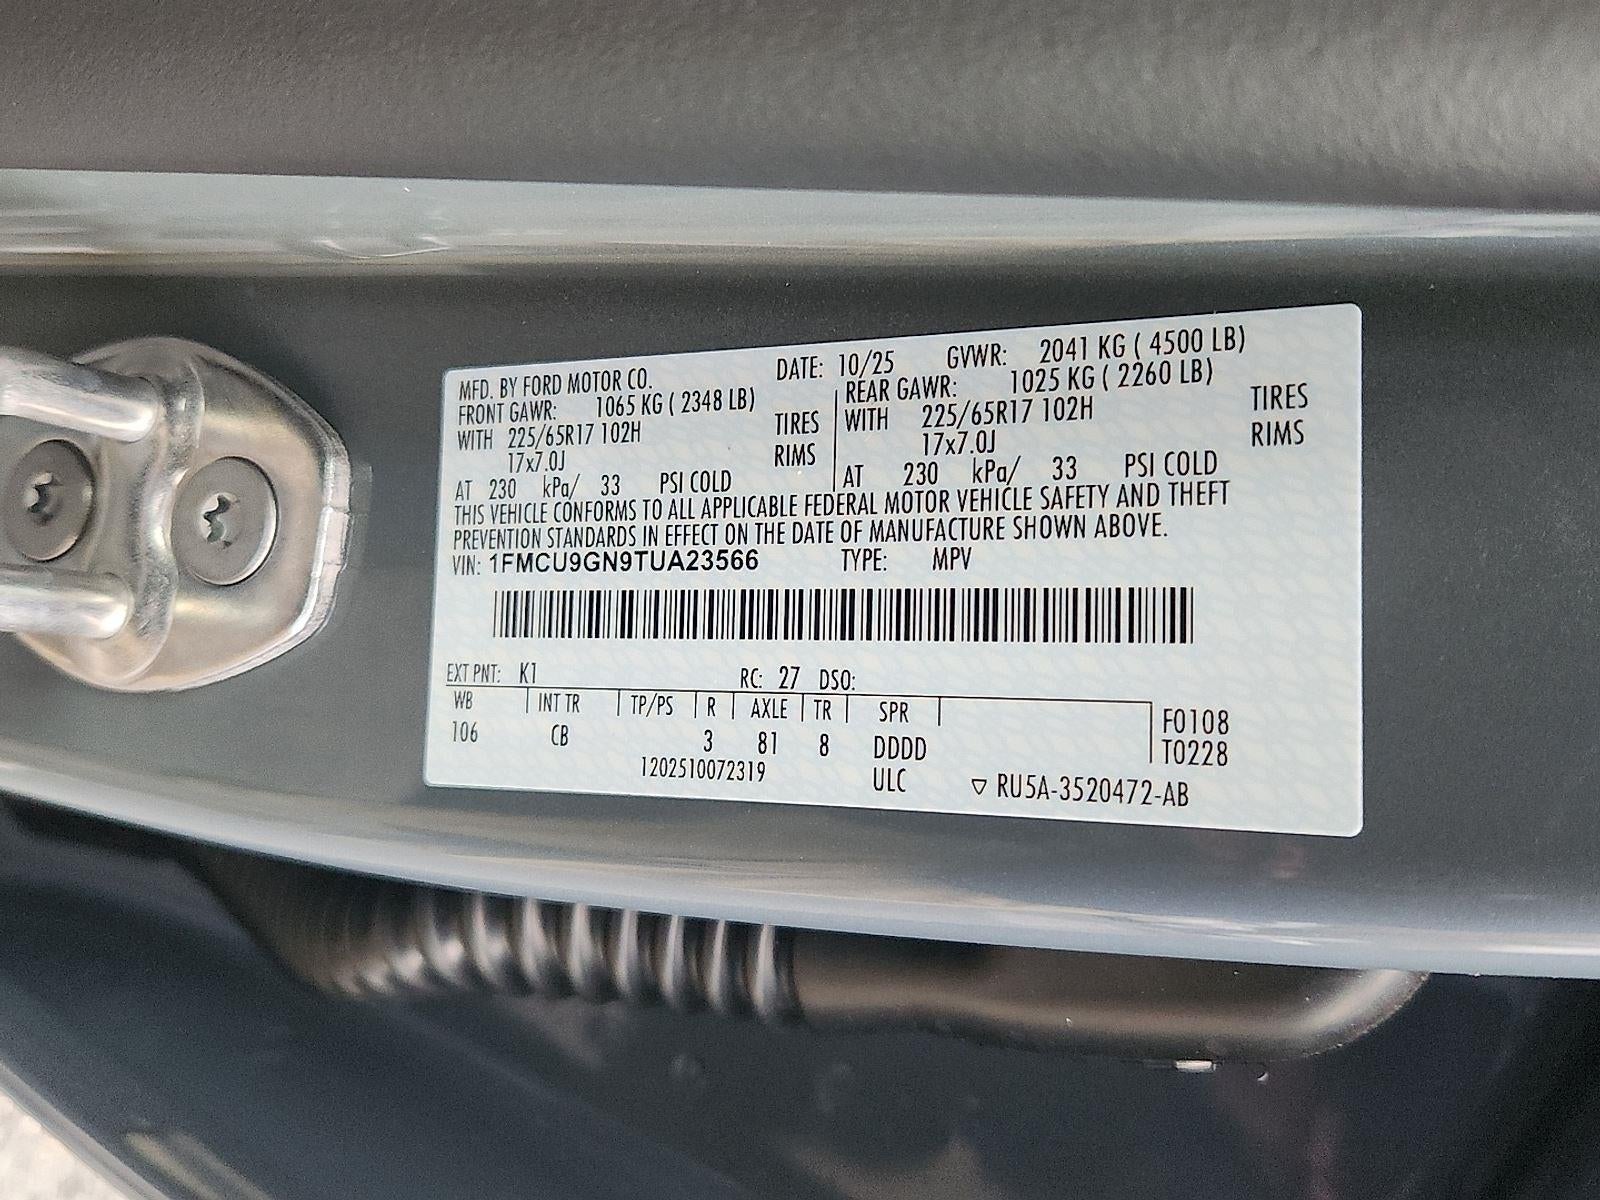 MFD. BY FORD MOTOR CO. DATE: 10/25 GVWR: 2041 KG ( 4500 LB)
FRONT GAWR: 1065 KG ( 2348 LB) REAR GAWR: 1025 KG ( 2260 LB)
WITH 225/65R17 102H TIRES WITH 225/65R17 102H TIRES
17x7.0J RIMS 17x7.0J RIMS
AT 230 kPa/ 33 PSI COLD AT 230 kPa/ 33 PSI COLD
THIS VEHICLE CONFORMS TO ALL APPLICABLE FEDERAL MOTOR VEHICLE SAFETY AND THEFT
PREVENTION STANDARDS IN EFFECT ON THE DATE OF MANUFACTURE SHOWN ABOVE.
VIN: 1FMCU9GN9TUA23566 TYPE: MPV
EXT PNT: K1 RC: 27 DSO:
WB INT TR TP/PS R AXLE TR SPR F0108
106 CB 3 81 8 DDDD T0228
1202510072319 ULC ▽ RU5A-3520472-AB